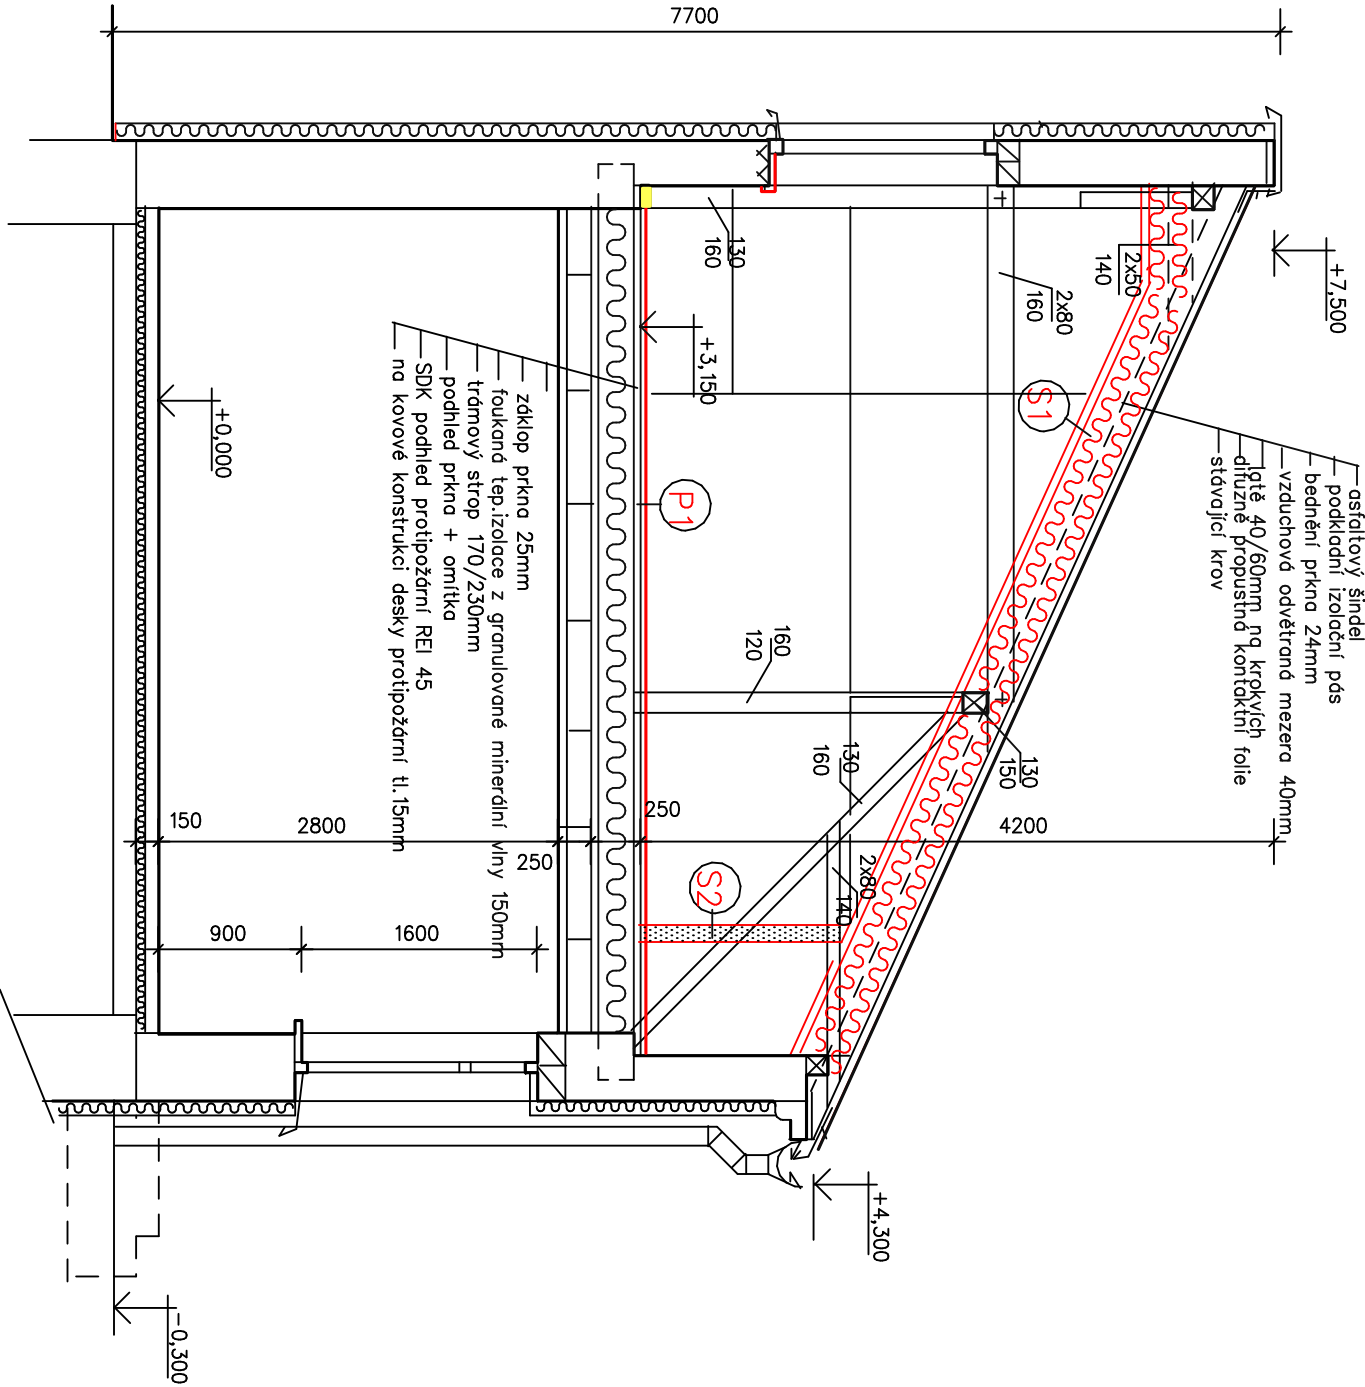 7700
+7,500
asfaltový šindel
podkladní izolační pás
bednění prkna 24mm
vzduchová odvětraná mezera 40mm
latě 40/60mm na krokvích
difuzně propustná kontaktní folie
stávající krov
2x50
140
2x80
160
130
160
S1
+3,150
P1
+0,000
základ prkna 25mm
foukaná tep.izolace z granulované minerální vlny 150mm
trámový strop 170/230mm
podhled prkna + omítka
SDK podhled protipožární REI 45
na kovové konstrukci desky protipožární tl.15mm
160
120
130
150
130
160
150
2800
250
250
4200
2x80
140
S2
900
1600
+4,300
-0,300